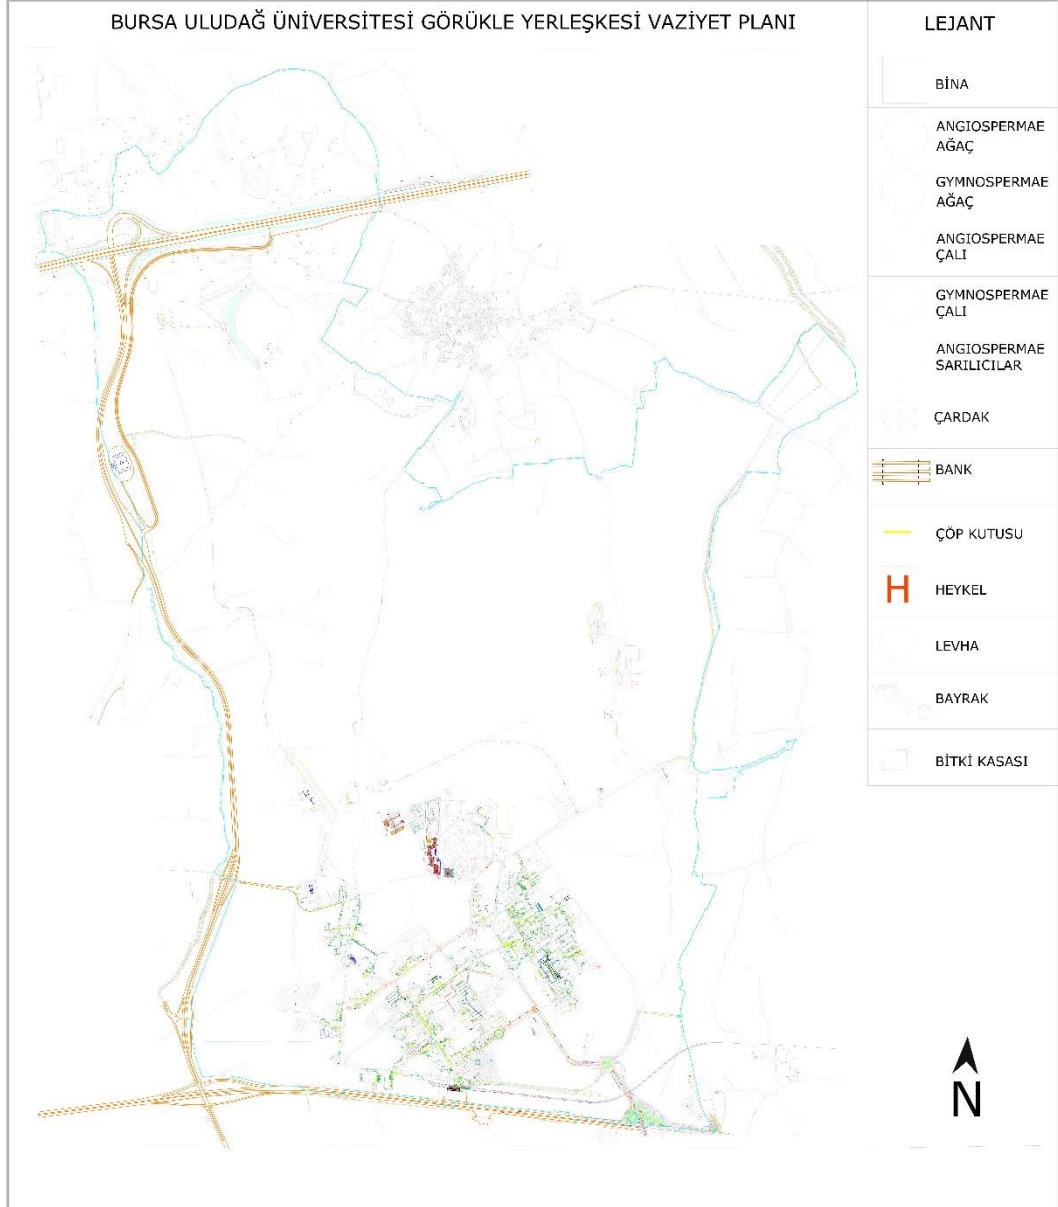 BURSA ULUDAĞ ÜNİVERSİTESİ GÖRÜKLE YERLEŞKESİ VAZİYET PLANI
LEJANT
BİNA
ANGIOSPERMAE
AĞAÇ
GYMNOSPERMAE
AĞAÇ
ANGIOSPERMAE
ÇALI
GYMNOSPERMAE
ÇALI
ANGIOSPERMAE
SARILICILAR
ÇARDAK
BANK
ÇÖP KUTUSU
H HEYKEL
LEVHA
BAYRAK
BİTKİ KASASI
N